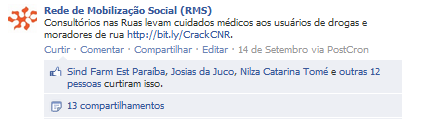 Rede de Mobilização Social (RMS)
Consultórios nas Ruas levam cuidados médicos aos usuários de drogas e
moradores de rua http://bit.ly/CrackCNR.
Curtir · Comentar · Compartilhar · Editar · 14 de Setembro via PostCron
Sind Farm Est Paraíba, Josias da Juco, Nilza Catarina Tomé e outras 12
pessoas curtiram isso.
13 compartilhamentos